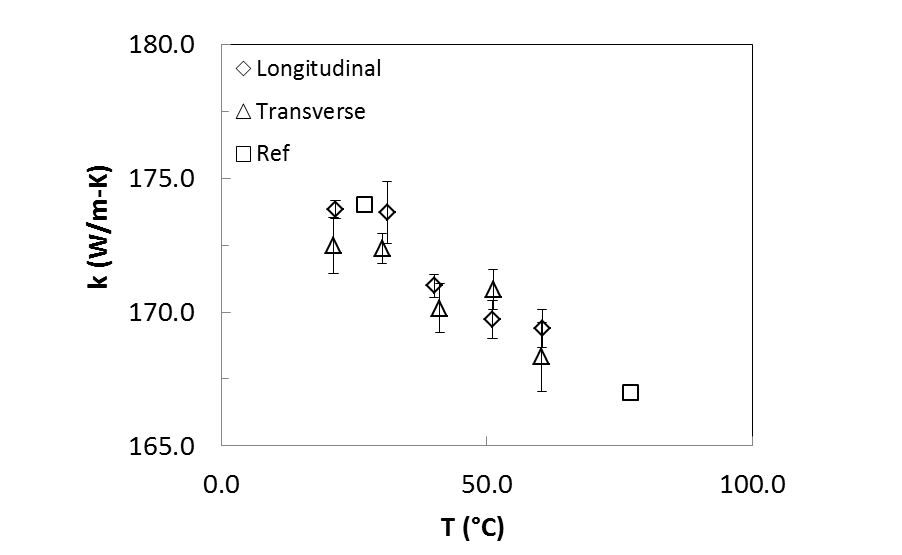 180.0
Longitudinal
Transverse
Ref
175.0
k (W/m-K)
170.0
165.0
0.0 50.0 100.0
T (°C)